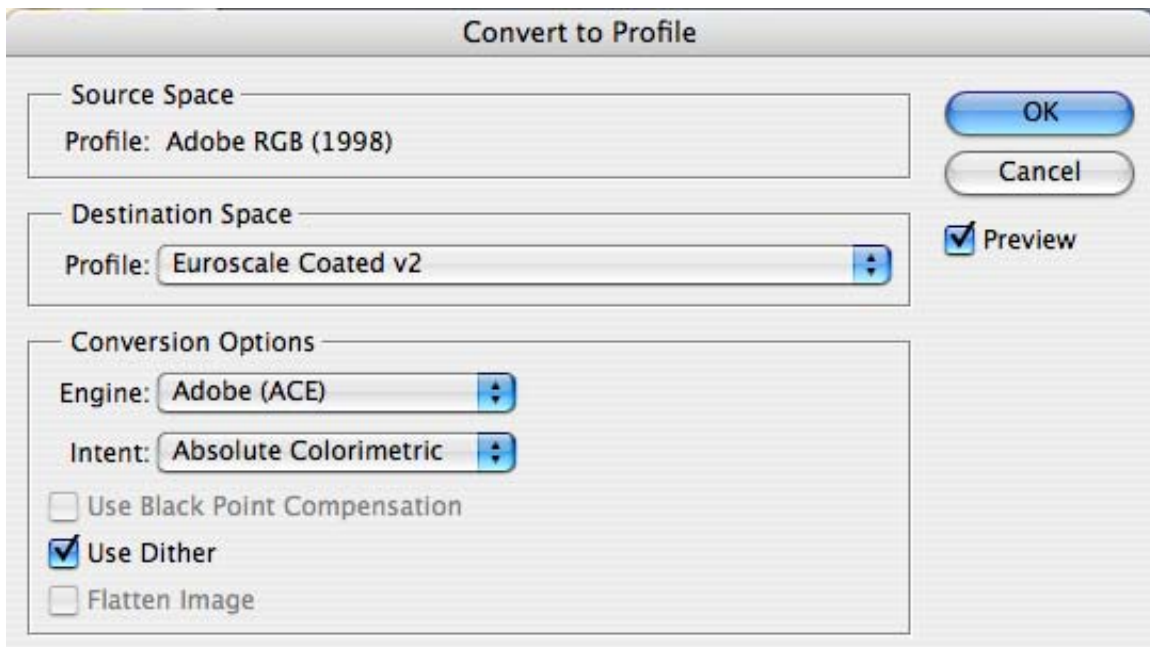 Convert to Profile
Source Space
Profile: Adobe RGB (1998)
OK
Cancel
Destination Space
Profile: Euroscale Coated v2
Preview
Conversion Options
Engine: Adobe (ACE)
Intent: Absolute Colorimetric
Use Black Point Compensation
Use Dither
Flatten Image